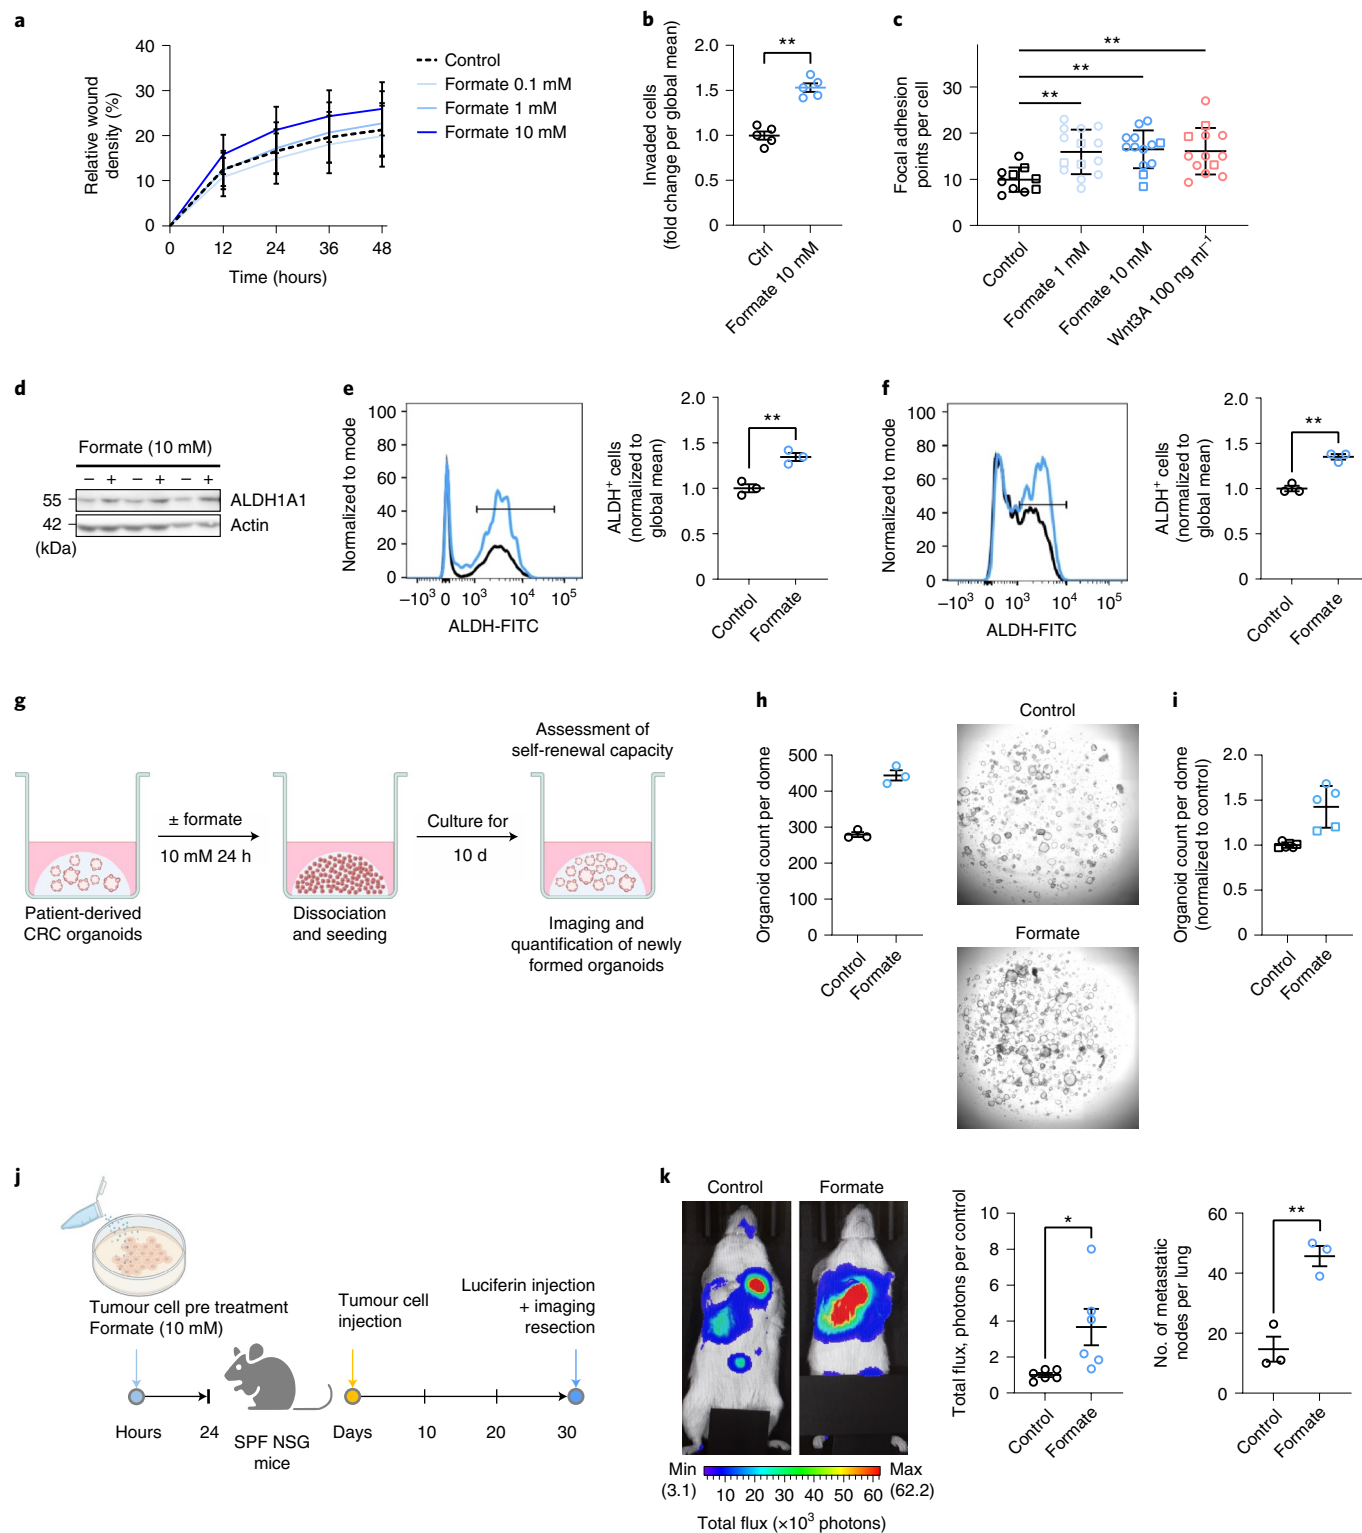 a
Relative wound
density (%)
40
30
20
10
0
0 12 24 36 48
Time (hours)
Control
Formate 0.1 mM
Formate 1 mM
Formate 10 mM
b
Invaded cells
(fold change per global mean)
2.0
1.5
1.0
0.5
0
**
Ctrl
Formate 10 mM
c
Focal adhesion
points per cell
30
20
10
0
**
**
**
Control
Formate 1 mM
Formate 10 mM
Wnt3A 100 ng ml⁻¹
d
Formate (10 mM)
– + – + – +
55
ALDH1A1
42
Actin
(kDa)
e
Normalized to mode
100
80
60
40
20
0
–10³ 0 10³ 10⁴ 10⁵
ALDH-FITC
ALDH⁺ cells
(normalized to
global mean)
2.0
1.5
1.0
0.5
0
**
Control
Formate
f
Normalized to mode
100
80
60
40
20
0
–10³ 0 10³ 10⁴ 10⁵
ALDH-FITC
ALDH⁺ cells
(normalized to
global mean)
2.0
1.5
1.0
0.5
0
**
Control
Formate
g
Patient-derived
CRC organoids
± formate
10 mM 24 h
Dissociation
and seeding
Culture for
10 d
Assessment of
self-renewal capacity
Imaging and
quantification of newly
formed organoids
h
Organoid count per dome
500
400
300
200
100
0
Control
Formate
Control
Formate
i
Organoid count per dome
(normalized to control)
2.0
1.5
1.0
0.5
0
Control
Formate
j
Tumour cell pre treatment
Formate (10 mM)
Hours 24
SPF NSG
mice
Tumour cell
injection
Luciferin injection
+ imaging
resection
Days 10 20 30
k
Control Formate
Min
(3.1)
10 20 30 40 50 60
Max
(62.2)
Total flux (×10³ photons)
Total flux, photons per control
10
8
6
4
2
0
*
Control
Formate
No. of metastatic
nodes per lung
60
40
20
0
**
Control
Formate